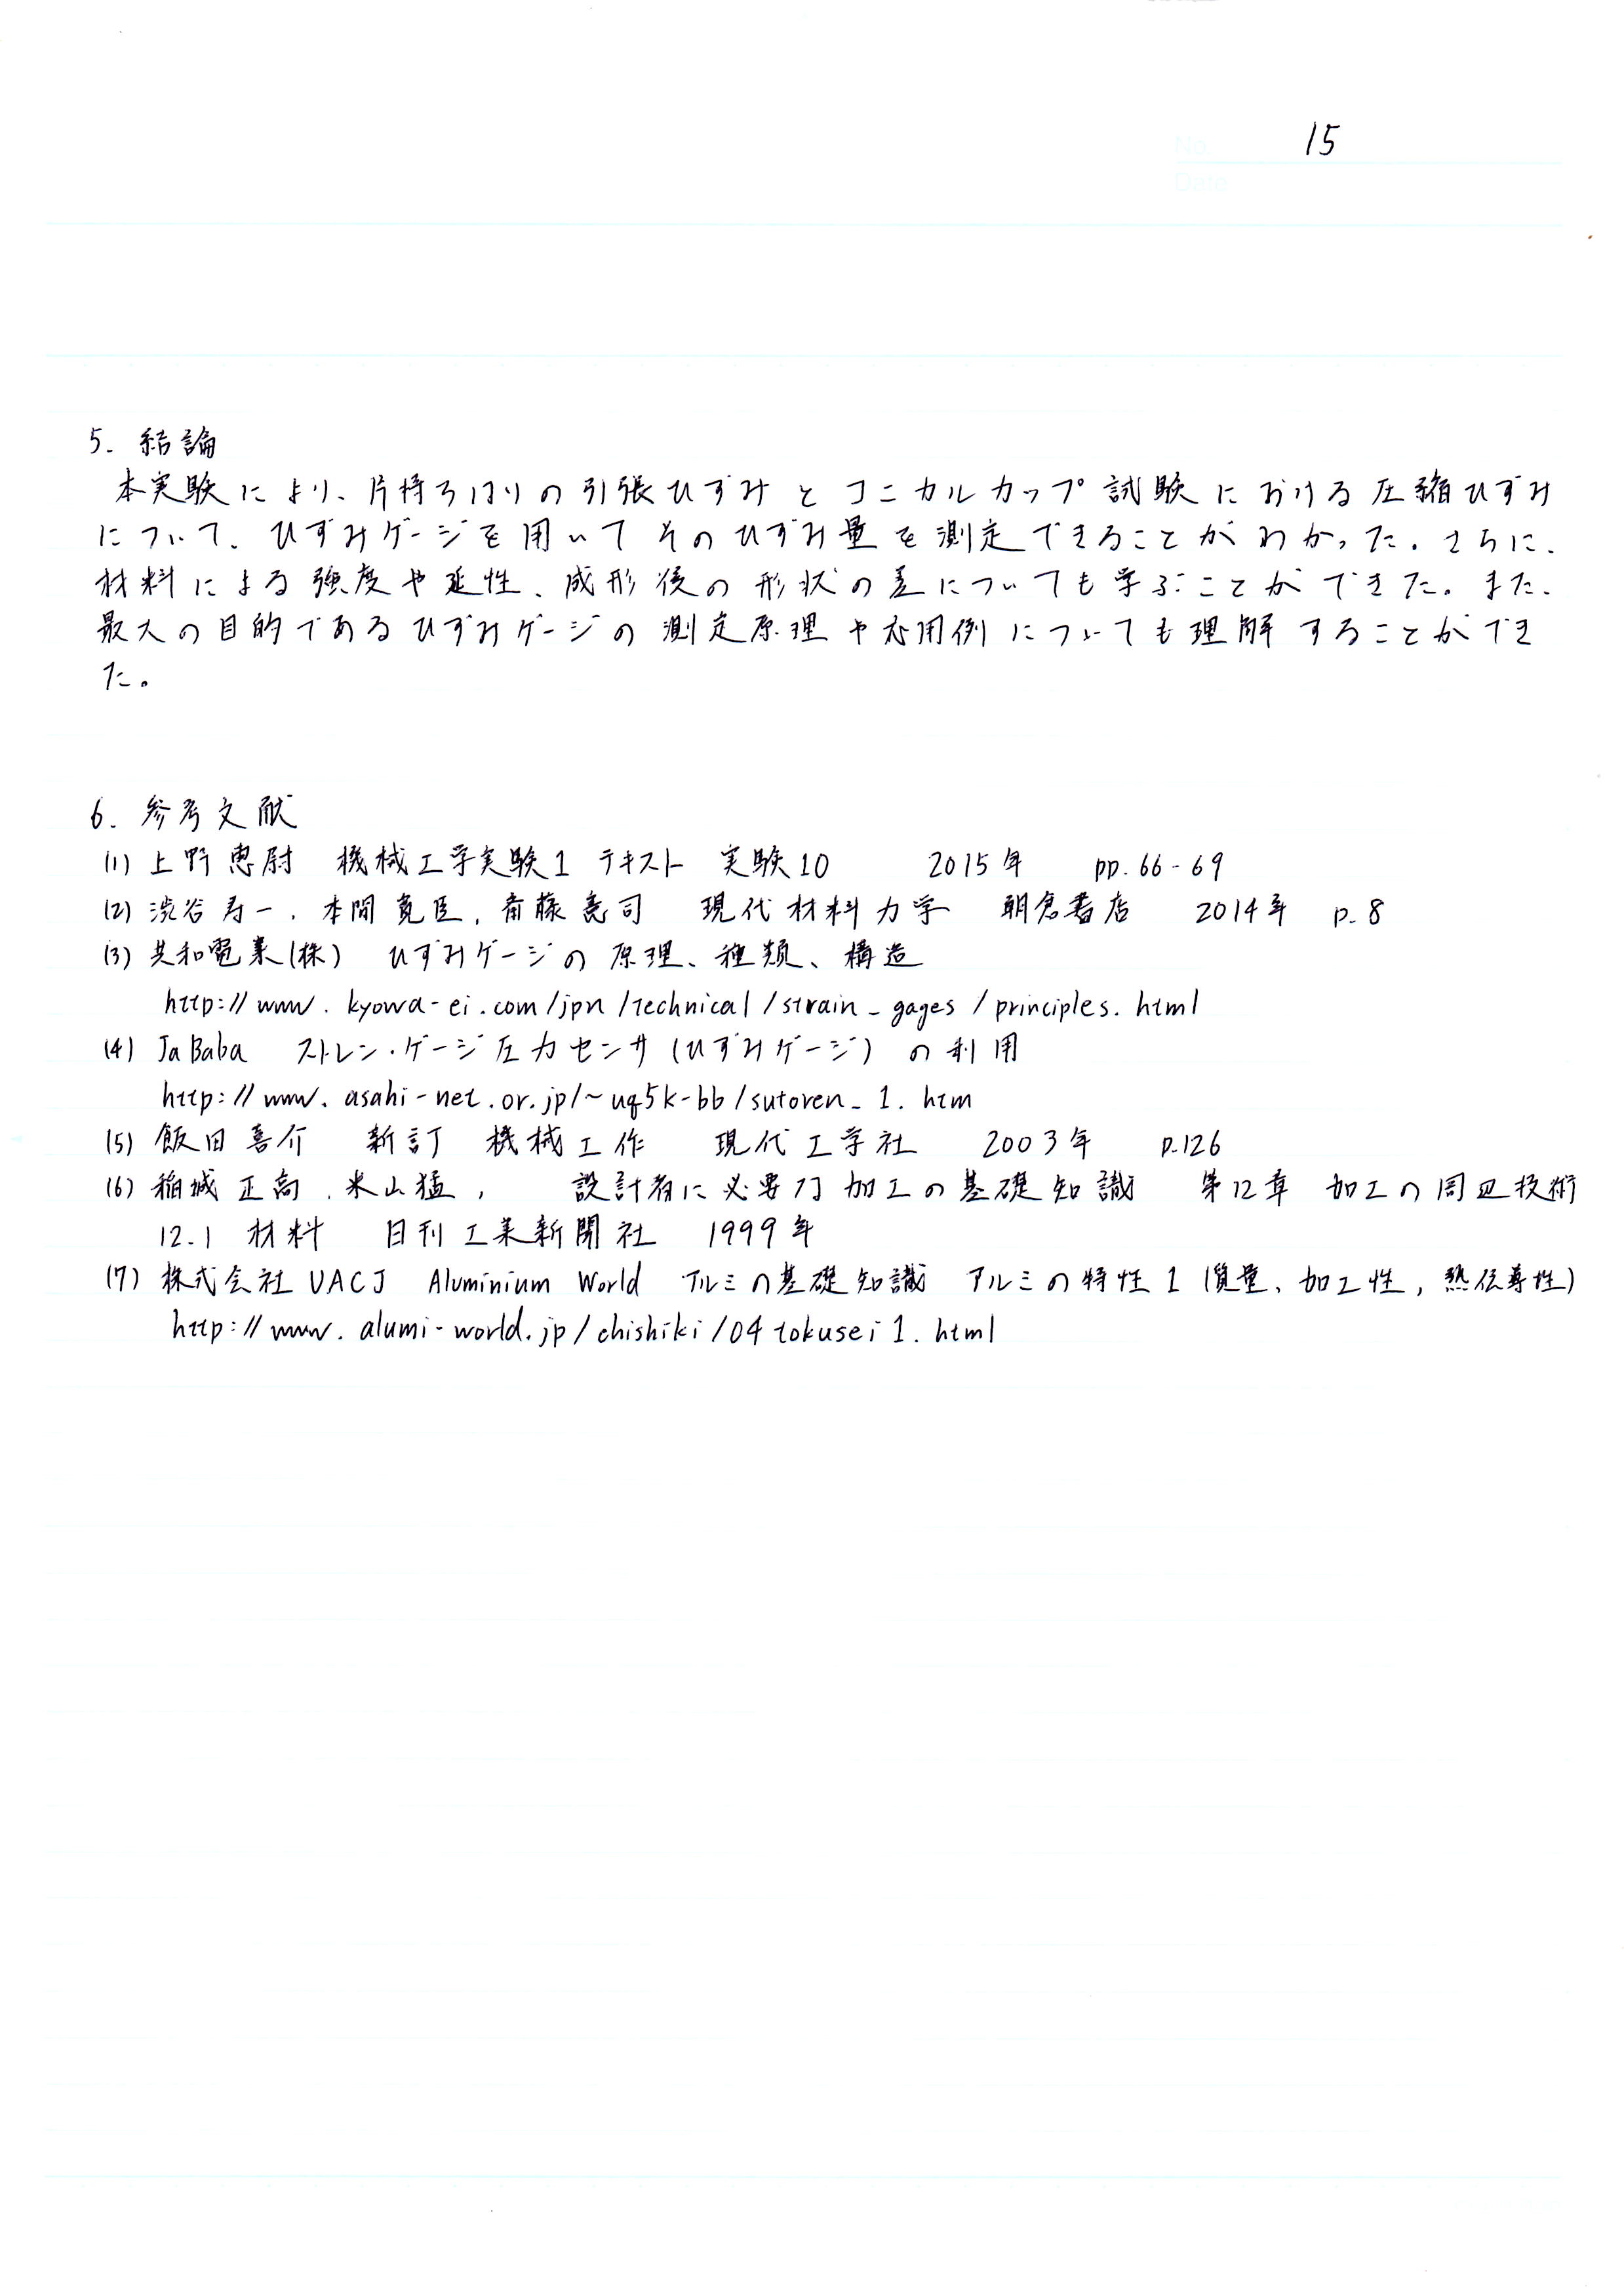 No. 15
Date
5. 結論
本実験により、片持ちはりの引張ひずみとコニカルカップ試験における圧縮ひずみ
について、ひずみゲージを用いてそのひずみ量を測定できることがわかった。さらに、
材料による強度や延性、成形後の形状の差についても学ぶことができた。また、
最大の目的であるひずみゲージの測定原理や応用例についても理解することができ
た。
6. 参考文献
(1) 上野恵尉 機械工学実験1 テキスト 実験10 2015年 pp.66-69
(2) 渋谷寿一, 本間寛臣, 斎藤憲司 現代材料力学 朝倉書店 2014年 p.8
(3) 共和電業(株) ひずみゲージの原理、種類、構造
http://www.kyowa-ei.com/jpn/technical/strain_gages/principles.html
(4) JaBaba ストレン・ゲージ圧力センサ(ひずみゲージ)の利用
http://www.asahi-net.or.jp/~uq5k-bb/sutoren_1.htm
(5) 飯田喜介 新訂 機械工作 現代工学社 2003年 p.126
(6) 稲城正高, 米山猛, 設計者に必要な加工の基礎知識 第12章 加工の周辺技術
12.1 材料 日刊工業新聞社 1999年
(7) 株式会社UACJ Aluminium World アルミの基礎知識 アルミの特性1(質量、加工性, 熱伝導性)
http://www.alumi-world.jp/chishiki/04tokusei1.html